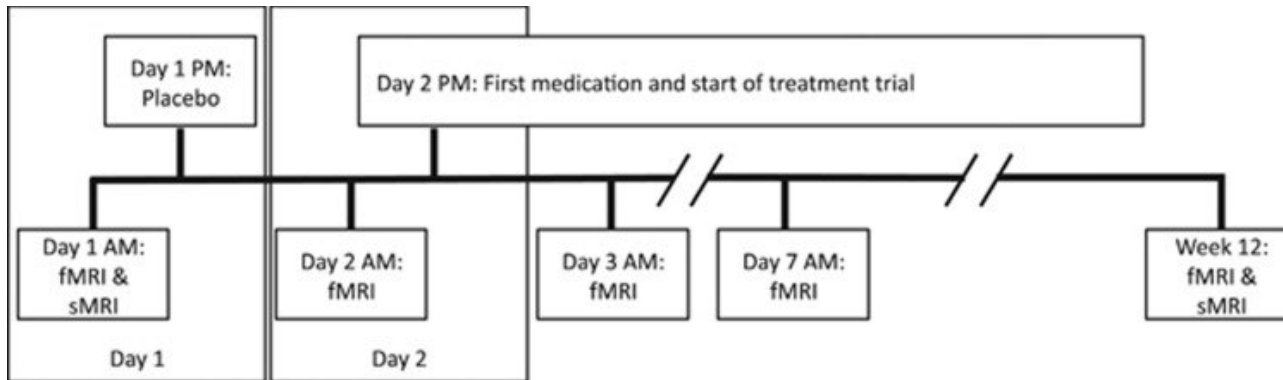 Day 1 PM:
Placebo
Day 2 PM: First medication and start of treatment trial
Day 1 AM:
fMRI &
sMRI
Day 2 AM:
fMRI
Day 3 AM:
fMRI
Day 7 AM:
fMRI
Week 12:
fMRI &
sMRI
Day 1
Day 2